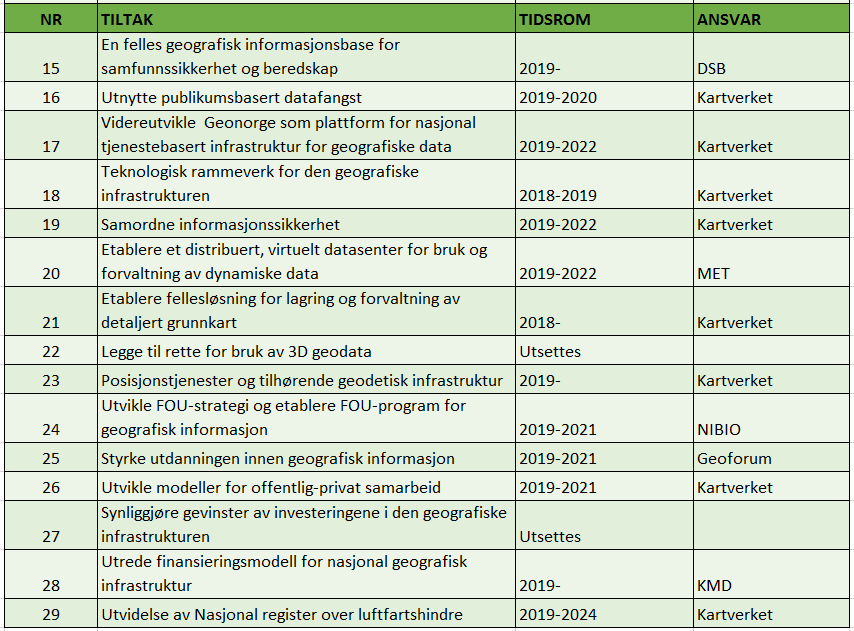 NR TILTAK TIDSROM ANSVAR
En felles geografisk informasjonsbase for
15 samfunnssikkerhet og beredskap 2019- DSB
16 Utnytte publikumsbasert datafangst 2019-2020 Kartverket
Videreutvikle  Geonorge som plattform for nasjonal
17 tjenestebasert infrastruktur for geografiske data 2019-2022 Kartverket
Teknologisk rammeverk for den geografiske
18 infrastrukturen 2018-2019 Kartverket
19 Samordne informasjonssikkerhet 2019-2022 Kartverket
Etablere et distribuert, virtuelt datasenter for bruk og
20 forvaltning av dynamiske data 2019-2022 MET
Etablere fellesløsning for lagring og forvaltning av
21 detaljert grunnkart 2018- Kartverket
22 Legge til rette for bruk av 3D geodata Utsettes
23 Posisjonstjenester og tilhørende geodetisk infrastruktur 2019- Kartverket
Utvikle FOU-strategi og etablere FOU-program for
24 geografisk informasjon 2019-2021 NIBIO
25 Styrke utdanningen innen geografisk informasjon 2019-2021 Geoforum
26 Utvikle modeller for offentlig-privat samarbeid 2019-2021 Kartverket
Synliggjøre gevinster av investeringene i den geografiske
27 infrastrukturen Utsettes
Utrede finansieringsmodell for nasjonal geografisk
28 infrastruktur 2019- KMD
29 Utvidelse av Nasjonal register over luftfartshindre 2019-2024 Kartverket